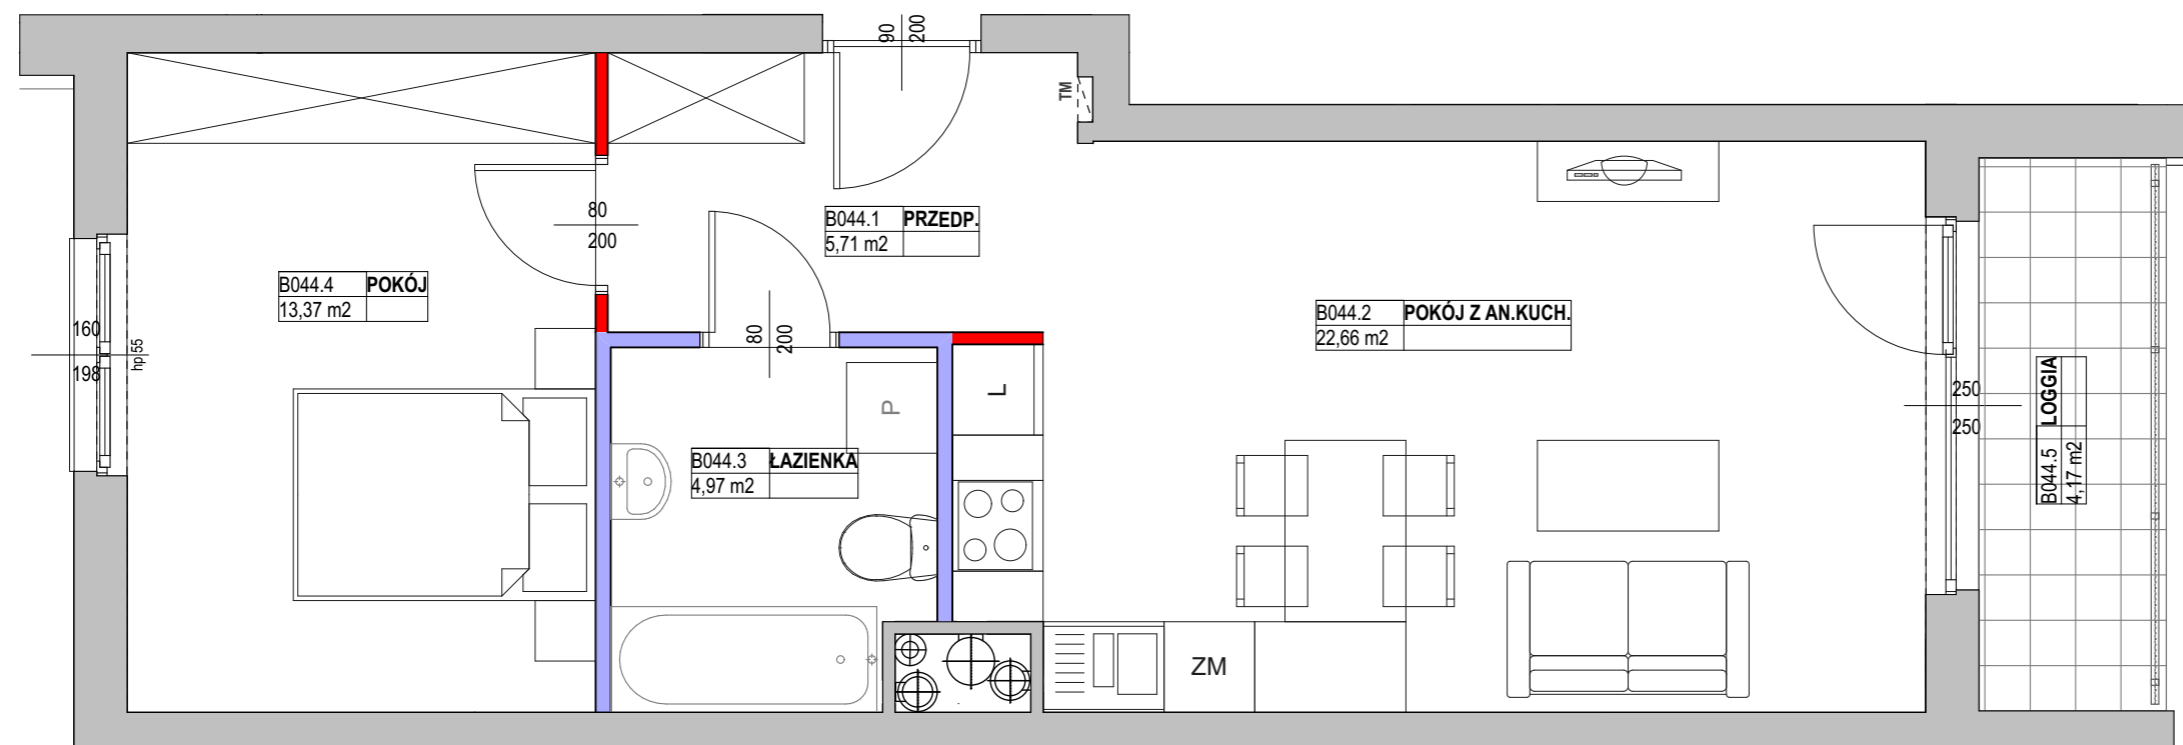 90
200
TM
80
200
B044.1 PRZEDP.
5,71 m2
B044.4 POKÓJ
13,37 m2
160
198
hp 55
80
200
B044.2 POKÓJ Z AN.KUCH.
22,66 m2
P
L
B044.3 ŁAZIENKA
4,97 m2
250
250
B044.5 LOGGIA
4,17 m2
ZM